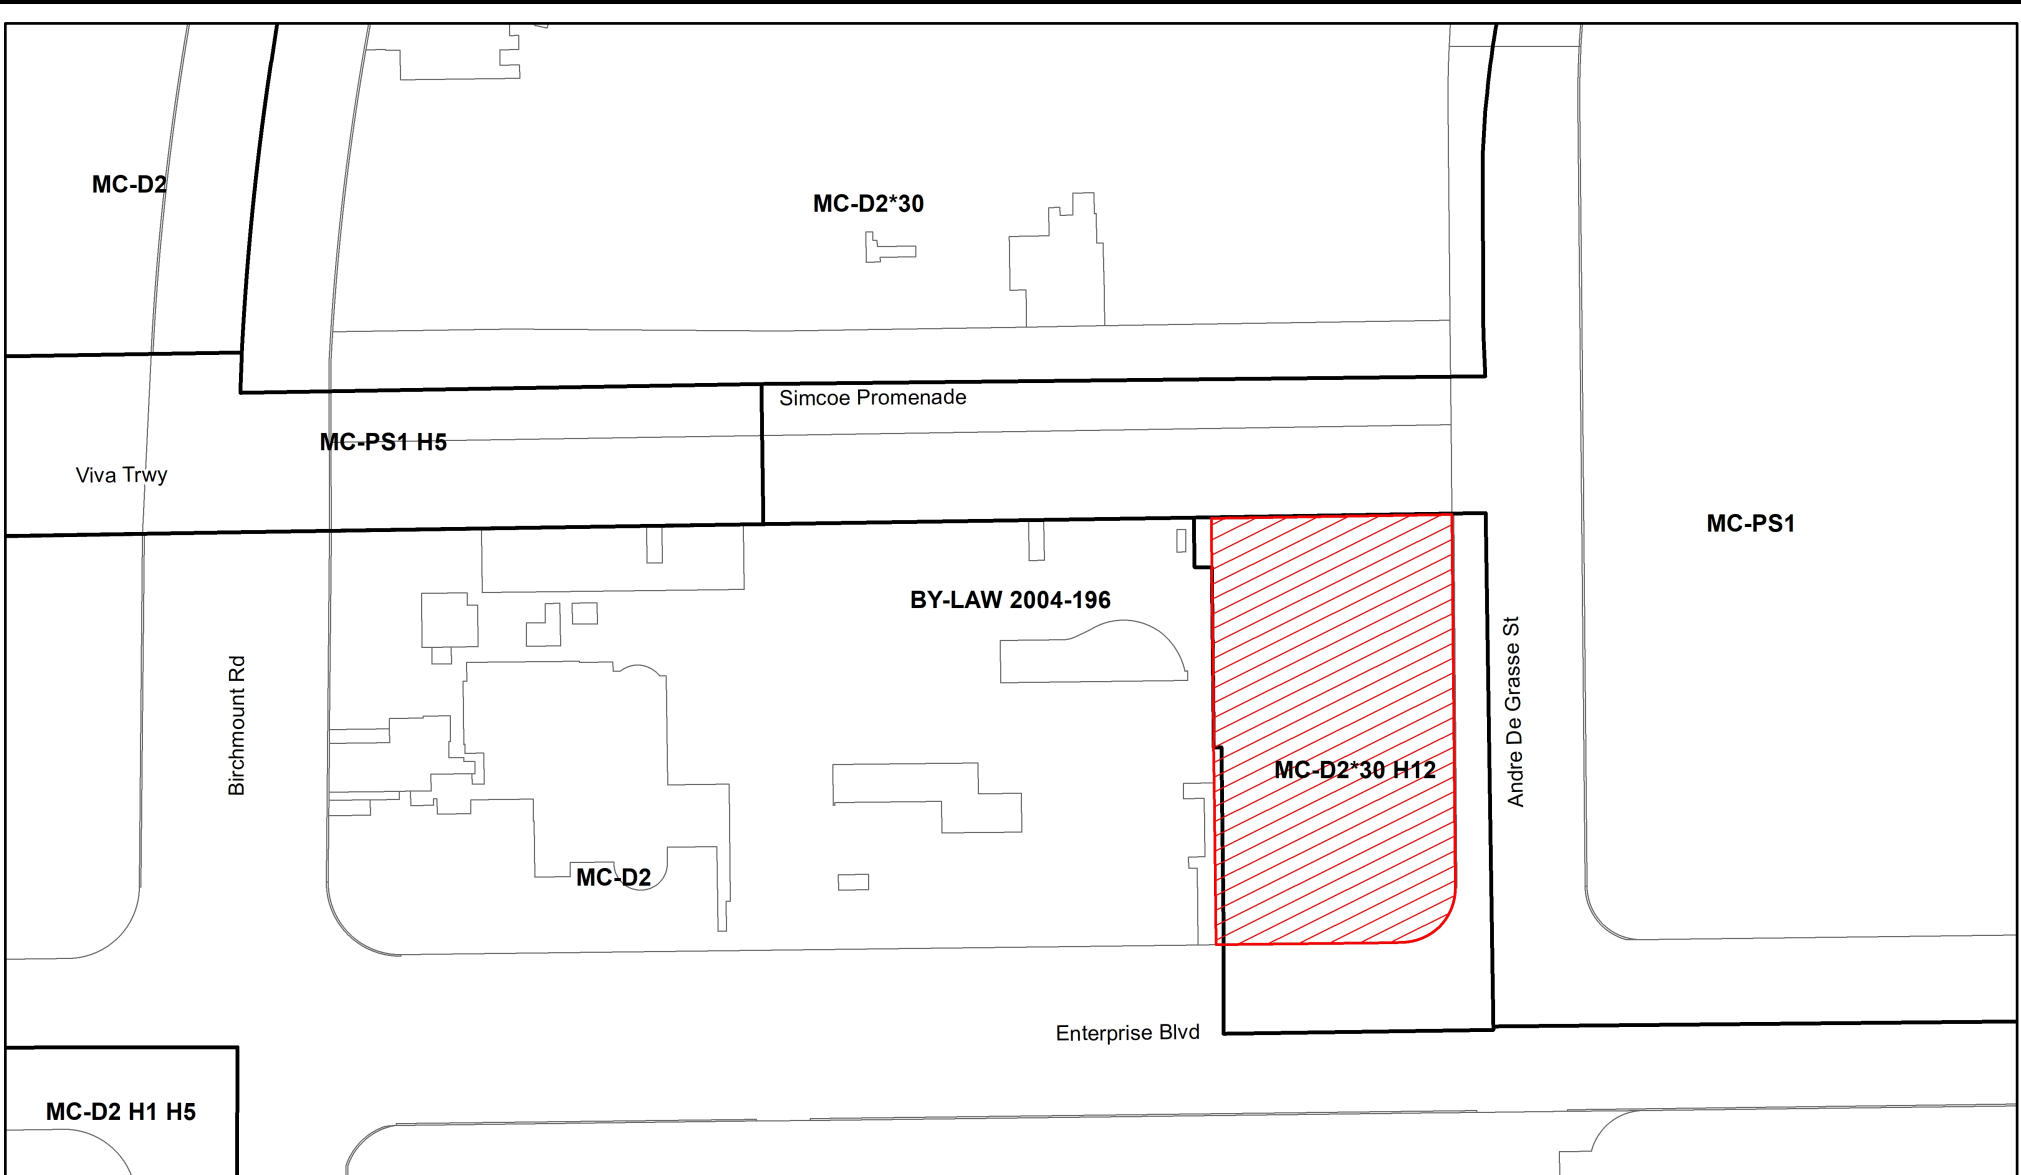 MC-D2
MC-D2*30
Simcoe Promenade
MC-PS1 H5
Viva Trwy
MC-PS1
BY-LAW 2004-196
Birchmount Rd
Andre De Grasse St
MC-D2*30 H12
MC-D2
Enterprise Blvd
MC-D2 H1 H5